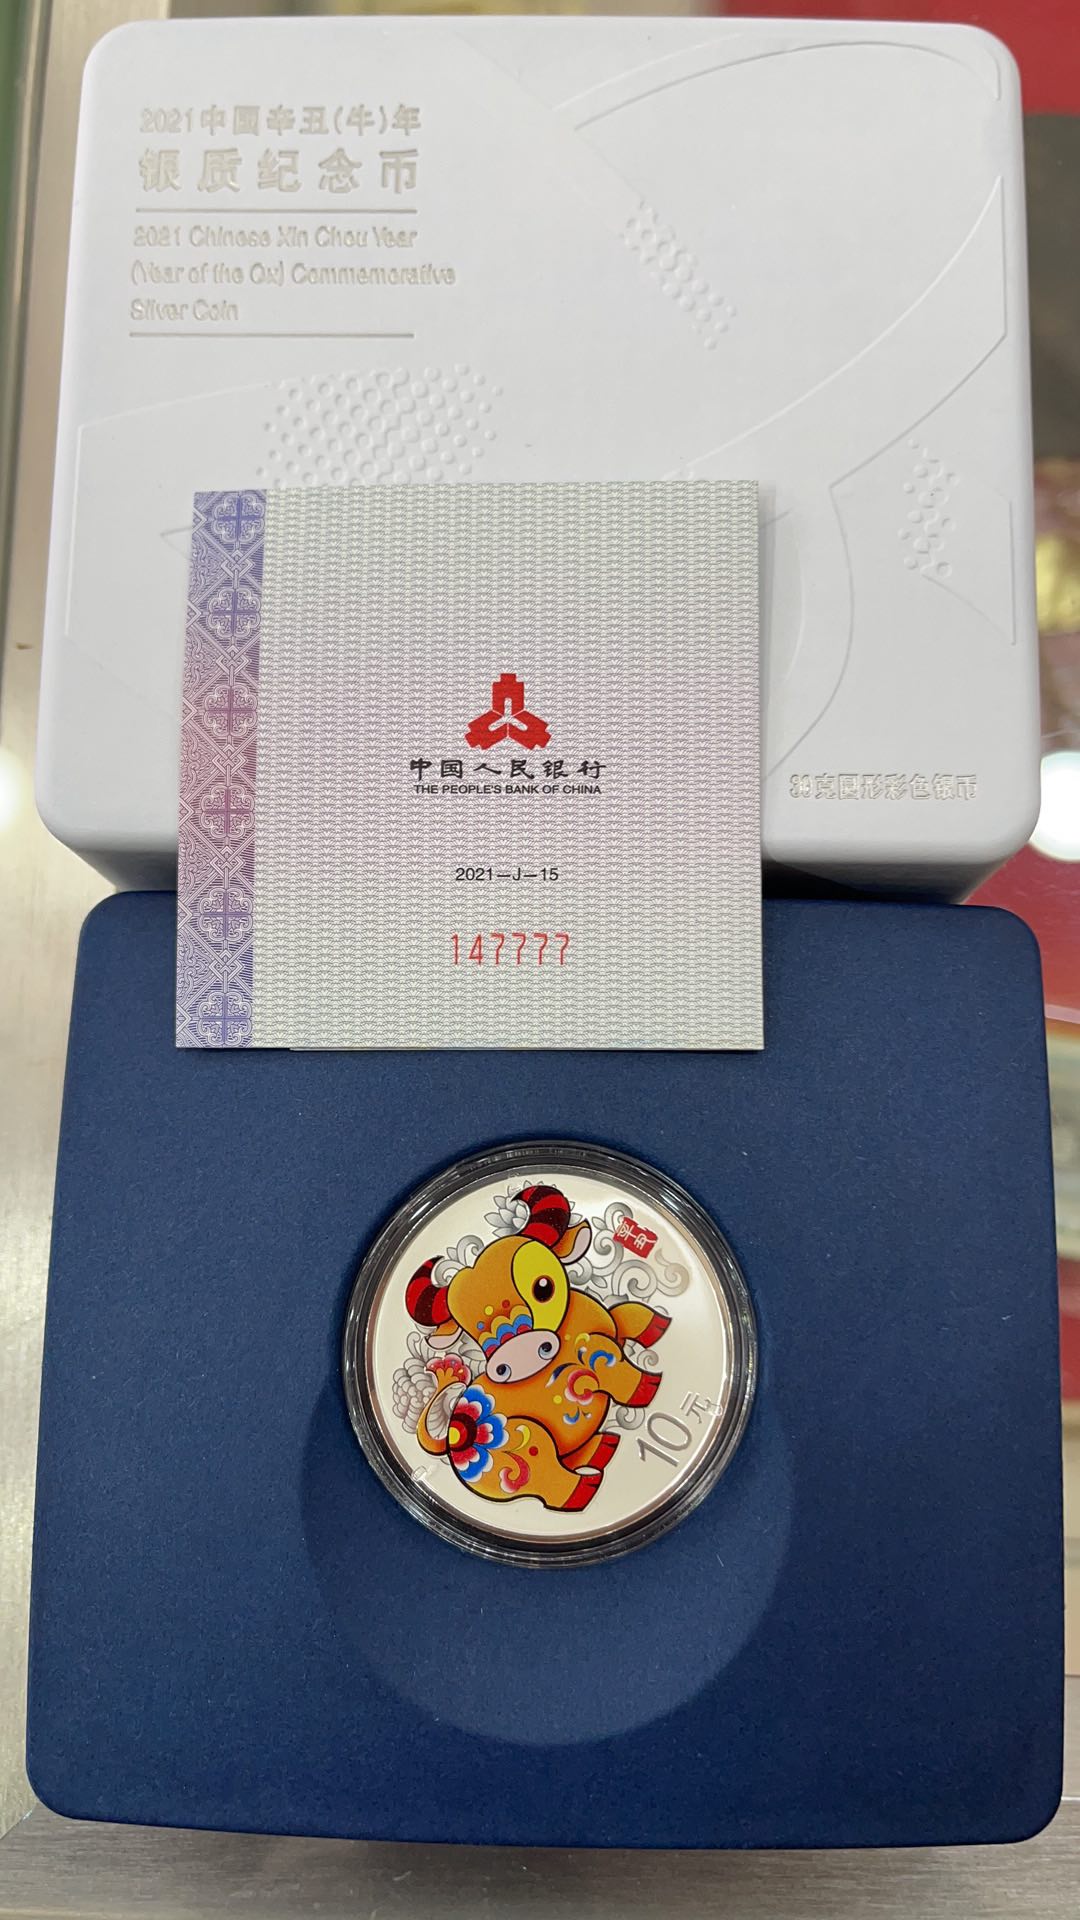 2021中国辛丑(牛)年
银质纪念币
2021 Chinese Xin Chou Year
(Year of the Ox) Commemorative
Silver Coin
中国人民银行
THE PEOPLE'S BANK OF CHINA
30克圆形彩色银币
2021—J—15
147777
辛丑
10元